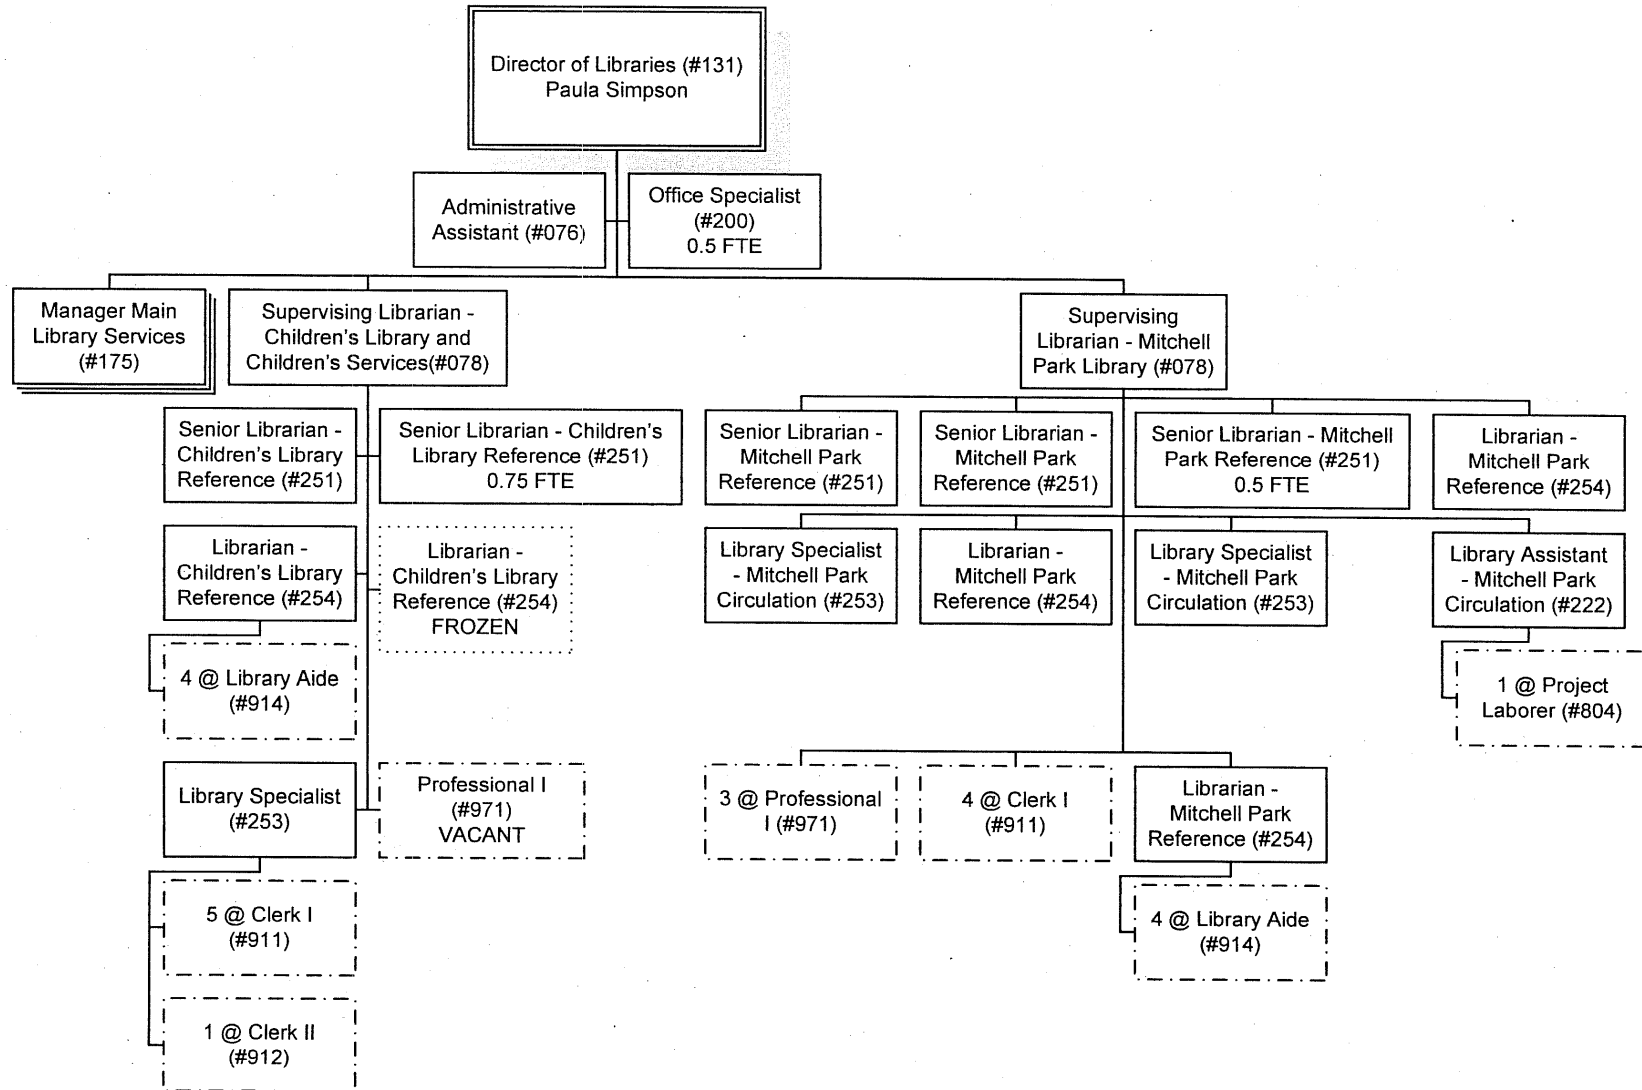 Director of Libraries (#131)
Paula Simpson
Administrative
Assistant (#076)
Office Specialist
(#200)
0.5 FTE
Manager Main
Library Services
(#175)
Supervising Librarian -
Children's Library and
Children's Services(#078)
Supervising
Librarian - Mitchell
Park Library (#078)
Senior Librarian -
Children's Library
Reference (#251)
Senior Librarian - Children's
Library Reference (#251)
0.75 FTE
Senior Librarian -
Mitchell Park
Reference (#251)
Senior Librarian -
Mitchell Park
Reference (#251)
Senior Librarian - Mitchell
Park Reference (#251)
0.5 FTE
Librarian -
Mitchell Park
Reference (#254)
Librarian -
Children's Library
Reference (#254)
Librarian -
Children's Library
Reference (#254)
FROZEN
Library Specialist
- Mitchell Park
Circulation (#253)
Librarian -
Mitchell Park
Reference (#254)
Library Specialist
- Mitchell Park
Circulation (#253)
Library Assistant
- Mitchell Park
Circulation (#222)
4 @ Library Aide
(#914)
1 @ Project
Laborer (#804)
Library Specialist
(#253)
Professional I
(#971)
VACANT
3 @ Professional
I (#971)
4 @ Clerk I
(#911)
Librarian -
Mitchell Park
Reference (#254)
5 @ Clerk I
(#911)
4 @ Library Aide
(#914)
1 @ Clerk II
(#912)